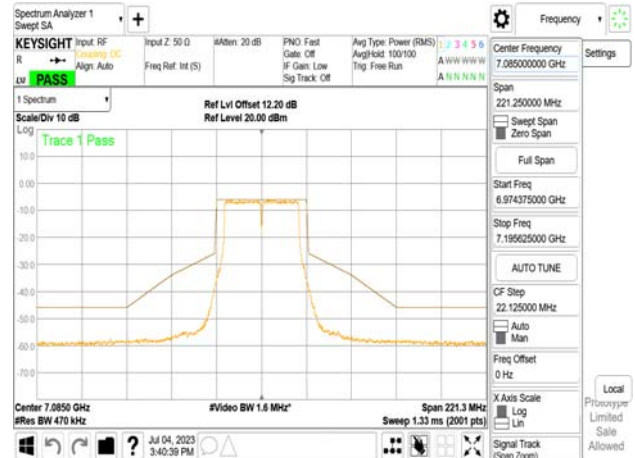 Spectrum Analyzer 1
Swept SA
+
Frequency
KEYSIGHT
R
LV PASS
Input: RF
Coupling: DC
Align: Auto
Input Z: 50 Ω
Freq Ref: Int (S)
#Atten: 20 dB
PNO: Fast
Gate: Off
IF Gain: Low
Sig Track: Off
Avg Type: Power (RMS)
Avg|Hold: 100/100
Trig: Free Run
1 2 3 4 5 6
A W W W W W
A N N N N N
Center Frequency
7.085000000 GHz
Settings
Span
221.250000 MHz
Swept Span
Zero Span
Full Span
Start Freq
6.974375000 GHz
Stop Freq
7.195625000 GHz
AUTO TUNE
CF Step
22.125000 MHz
Auto
Man
Freq Offset
0 Hz
X Axis Scale
Log
Lin
Signal Track
(Span Zoom)
Local
Prototype
Limited
Sale
Allowed
1 Spectrum
Scale/Div 10 dB
Ref Lvl Offset 12.20 dB
Ref Level 20.00 dBm
Log
Trace 1 Pass
10.0
0.00
-10.0
-20.0
-30.0
-40.0
-50.0
-60.0
-70.0
Center 7.0850 GHz
#Video BW 1.6 MHz*
Span 221.3 MHz
#Res BW 470 kHz
Sweep 1.33 ms (2001 pts)
?
Jul 04, 2023
3:40:39 PM